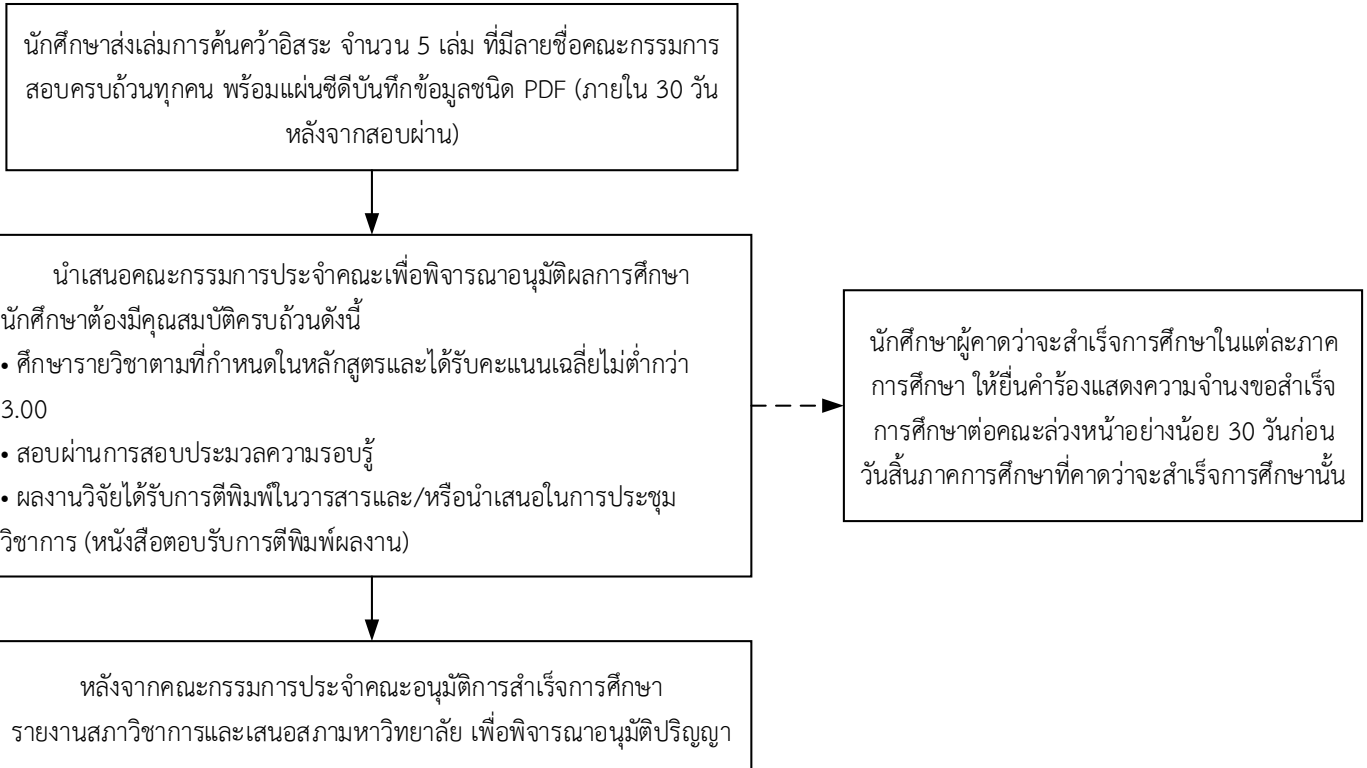 นักศึกษาส่งเล่มการค้นคว้าอิสระ จำนวน 5 เล่ม ที่มีลายชื่อคณะกรรมการ
สอบครบถ้วนทุกคน พร้อมแผ่นซีดีบันทึกข้อมูลชนิด PDF (ภายใน 30 วัน
หลังจากสอบผ่าน)
นำเสนอคณะกรรมการประจำคณะเพื่อพิจารณาอนุมัติผลการศึกษา
นักศึกษาต้องมีคุณสมบัติครบถ้วนดังนี้
• ศึกษารายวิชาตามที่กำหนดในหลักสูตรและได้รับคะแนนเฉลี่ยไม่ต่ำกว่า
3.00
• สอบผ่านการสอบประมวลความรอบรู้
• ผลงานวิจัยได้รับการตีพิมพ์ในวารสารและ/หรือนำเสนอในการประชุม
วิชาการ (หนังสือตอบรับการตีพิมพ์ผลงาน)
นักศึกษาผู้คาดว่าจะสำเร็จการศึกษาในแต่ละภาค
การศึกษา ให้ยื่นคำร้องแสดงความจำนงขอสำเร็จ
การศึกษาต่อคณะล่วงหน้าอย่างน้อย 30 วันก่อน
วันสิ้นภาคการศึกษาที่คาดว่าจะสำเร็จการศึกษานั้น
หลังจากคณะกรรมการประจำคณะอนุมัติการสำเร็จการศึกษา
รายงานสภาวิชาการและเสนอสภามหาวิทยาลัย เพื่อพิจารณาอนุมัติปริญญา